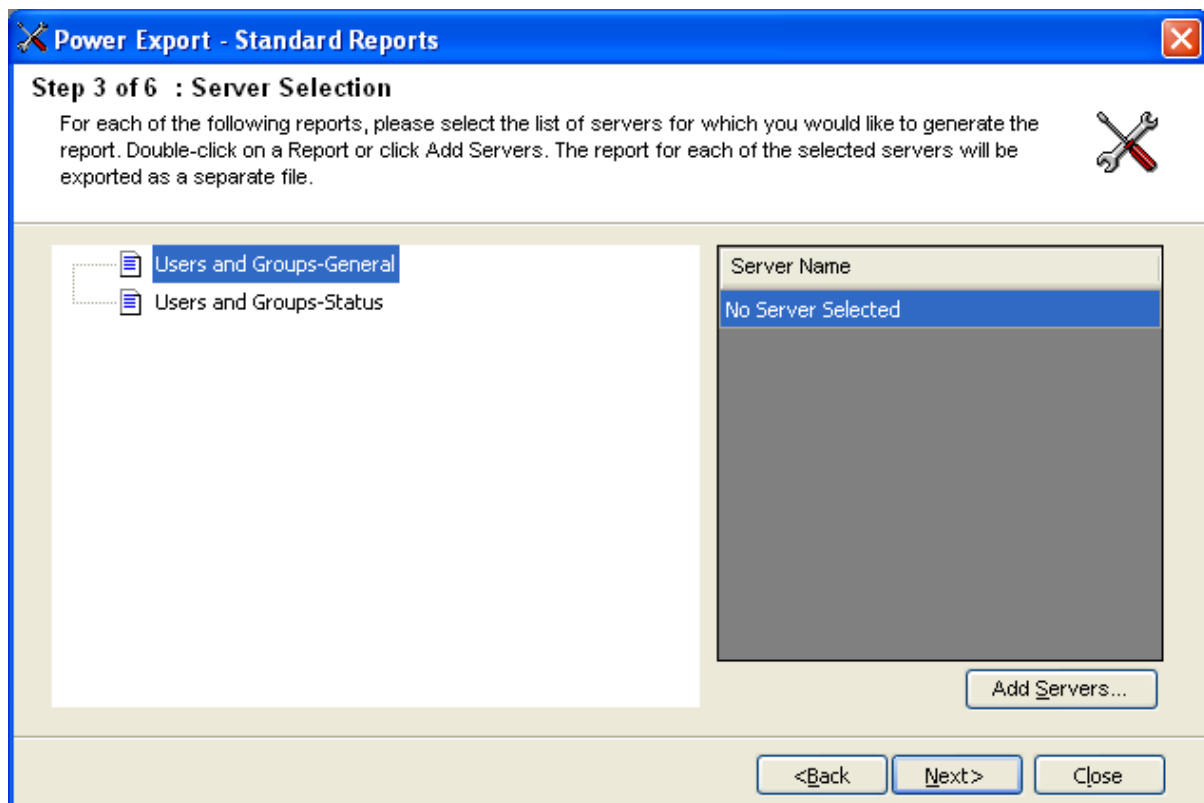 Power Export - Standard Reports
Step 3 of 6 : Server Selection
For each of the following reports, please select the list of servers for which you would like to generate the
report. Double-click on a Report or click Add Servers. The report for each of the selected servers will be
exported as a separate file.
Users and Groups-General
Users and Groups-Status
Server Name
No Server Selected
Add Servers...
<Back
Next>
Close